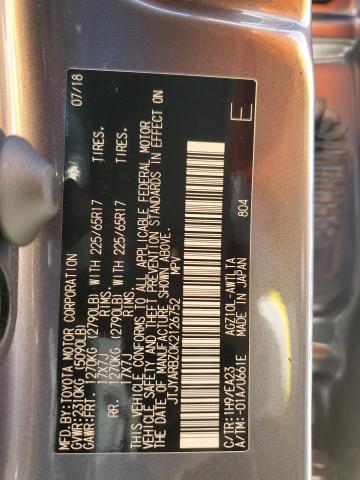 MFD.BY:TOYOTA MOTOR CORPORATION 07/18
GVWR:2310KG (5090LB)
GAWR:FRT. 1270KG (2790LB) WITH 225/65R17 TIRES.
17X7J RIMS.
RR. 1270KG (2790LB) WITH 225/65R17 TIRES.
17X7J RIMS.
THIS VEHICLE CONFORMS TO ALL APPLICABLE FEDERAL MOTOR
VEHICLE SAFETY AND THEFT PREVENTION STANDARDS IN EFFECT ON
THE DATE OF MANUFACTURE SHOWN ABOVE.
JTJYARBZ0K2126752 MPV E
C/TR:1H9/EA23 AGZ10L-AWTLTA
A/TM:-01A/U661E MADE IN JAPAN 804